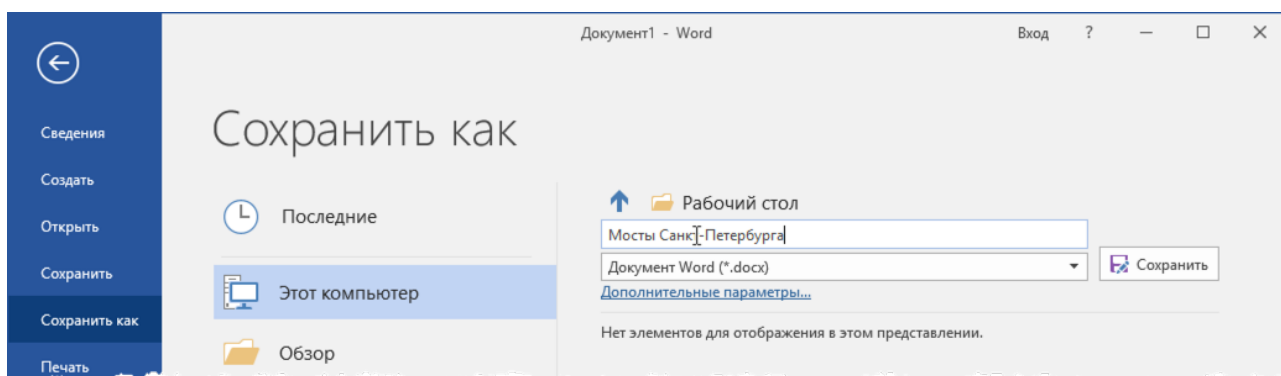 Документ1 - Word
Вход ?
Сведения
Создать
Открыть
Сохранить
Сохранить как
Печать
Сохранить как
Последние
Этот компьютер
Обзор
Рабочий стол
Мосты Санкт-Петербурга
Документ Word (*.docx)
Сохранить
Дополнительные параметры...
Нет элементов для отображения в этом представлении.